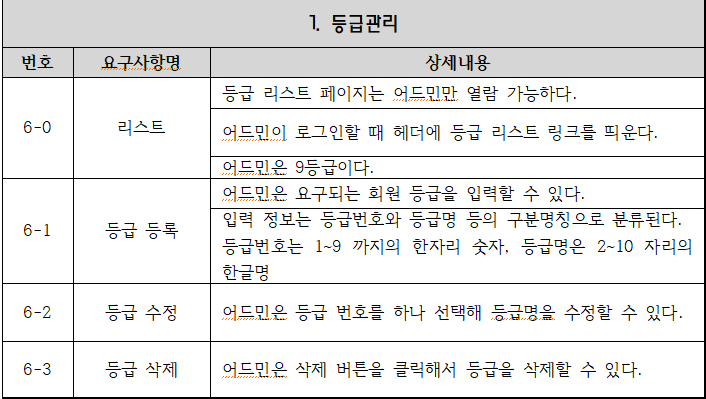 1. 등급관리
번호 요구사항명 상세내용
등급 리스트 페이지는 어드민만 열람 가능하다.
6-0 리스트 어드민이 로그인할 때 헤더에 등급 리스트 링크를 띄운다.
어드민은 9등급이다.
어드민은 요구되는 회원 등급을 입력할 수 있다.
6-1 등급 등록 입력 정보는 등급번호와 등급명 등의 구분명칭으로 분류된다.
등급번호는 1~9 까지의 한자리 숫자, 등급명은 2~10 자리의
한글명
6-2 등급 수정 어드민은 등급 번호를 하나 선택해 등급명을 수정할 수 있다.
6-3 등급 삭제 어드민은 삭제 버튼을 클릭해서 등급을 삭제할 수 있다.